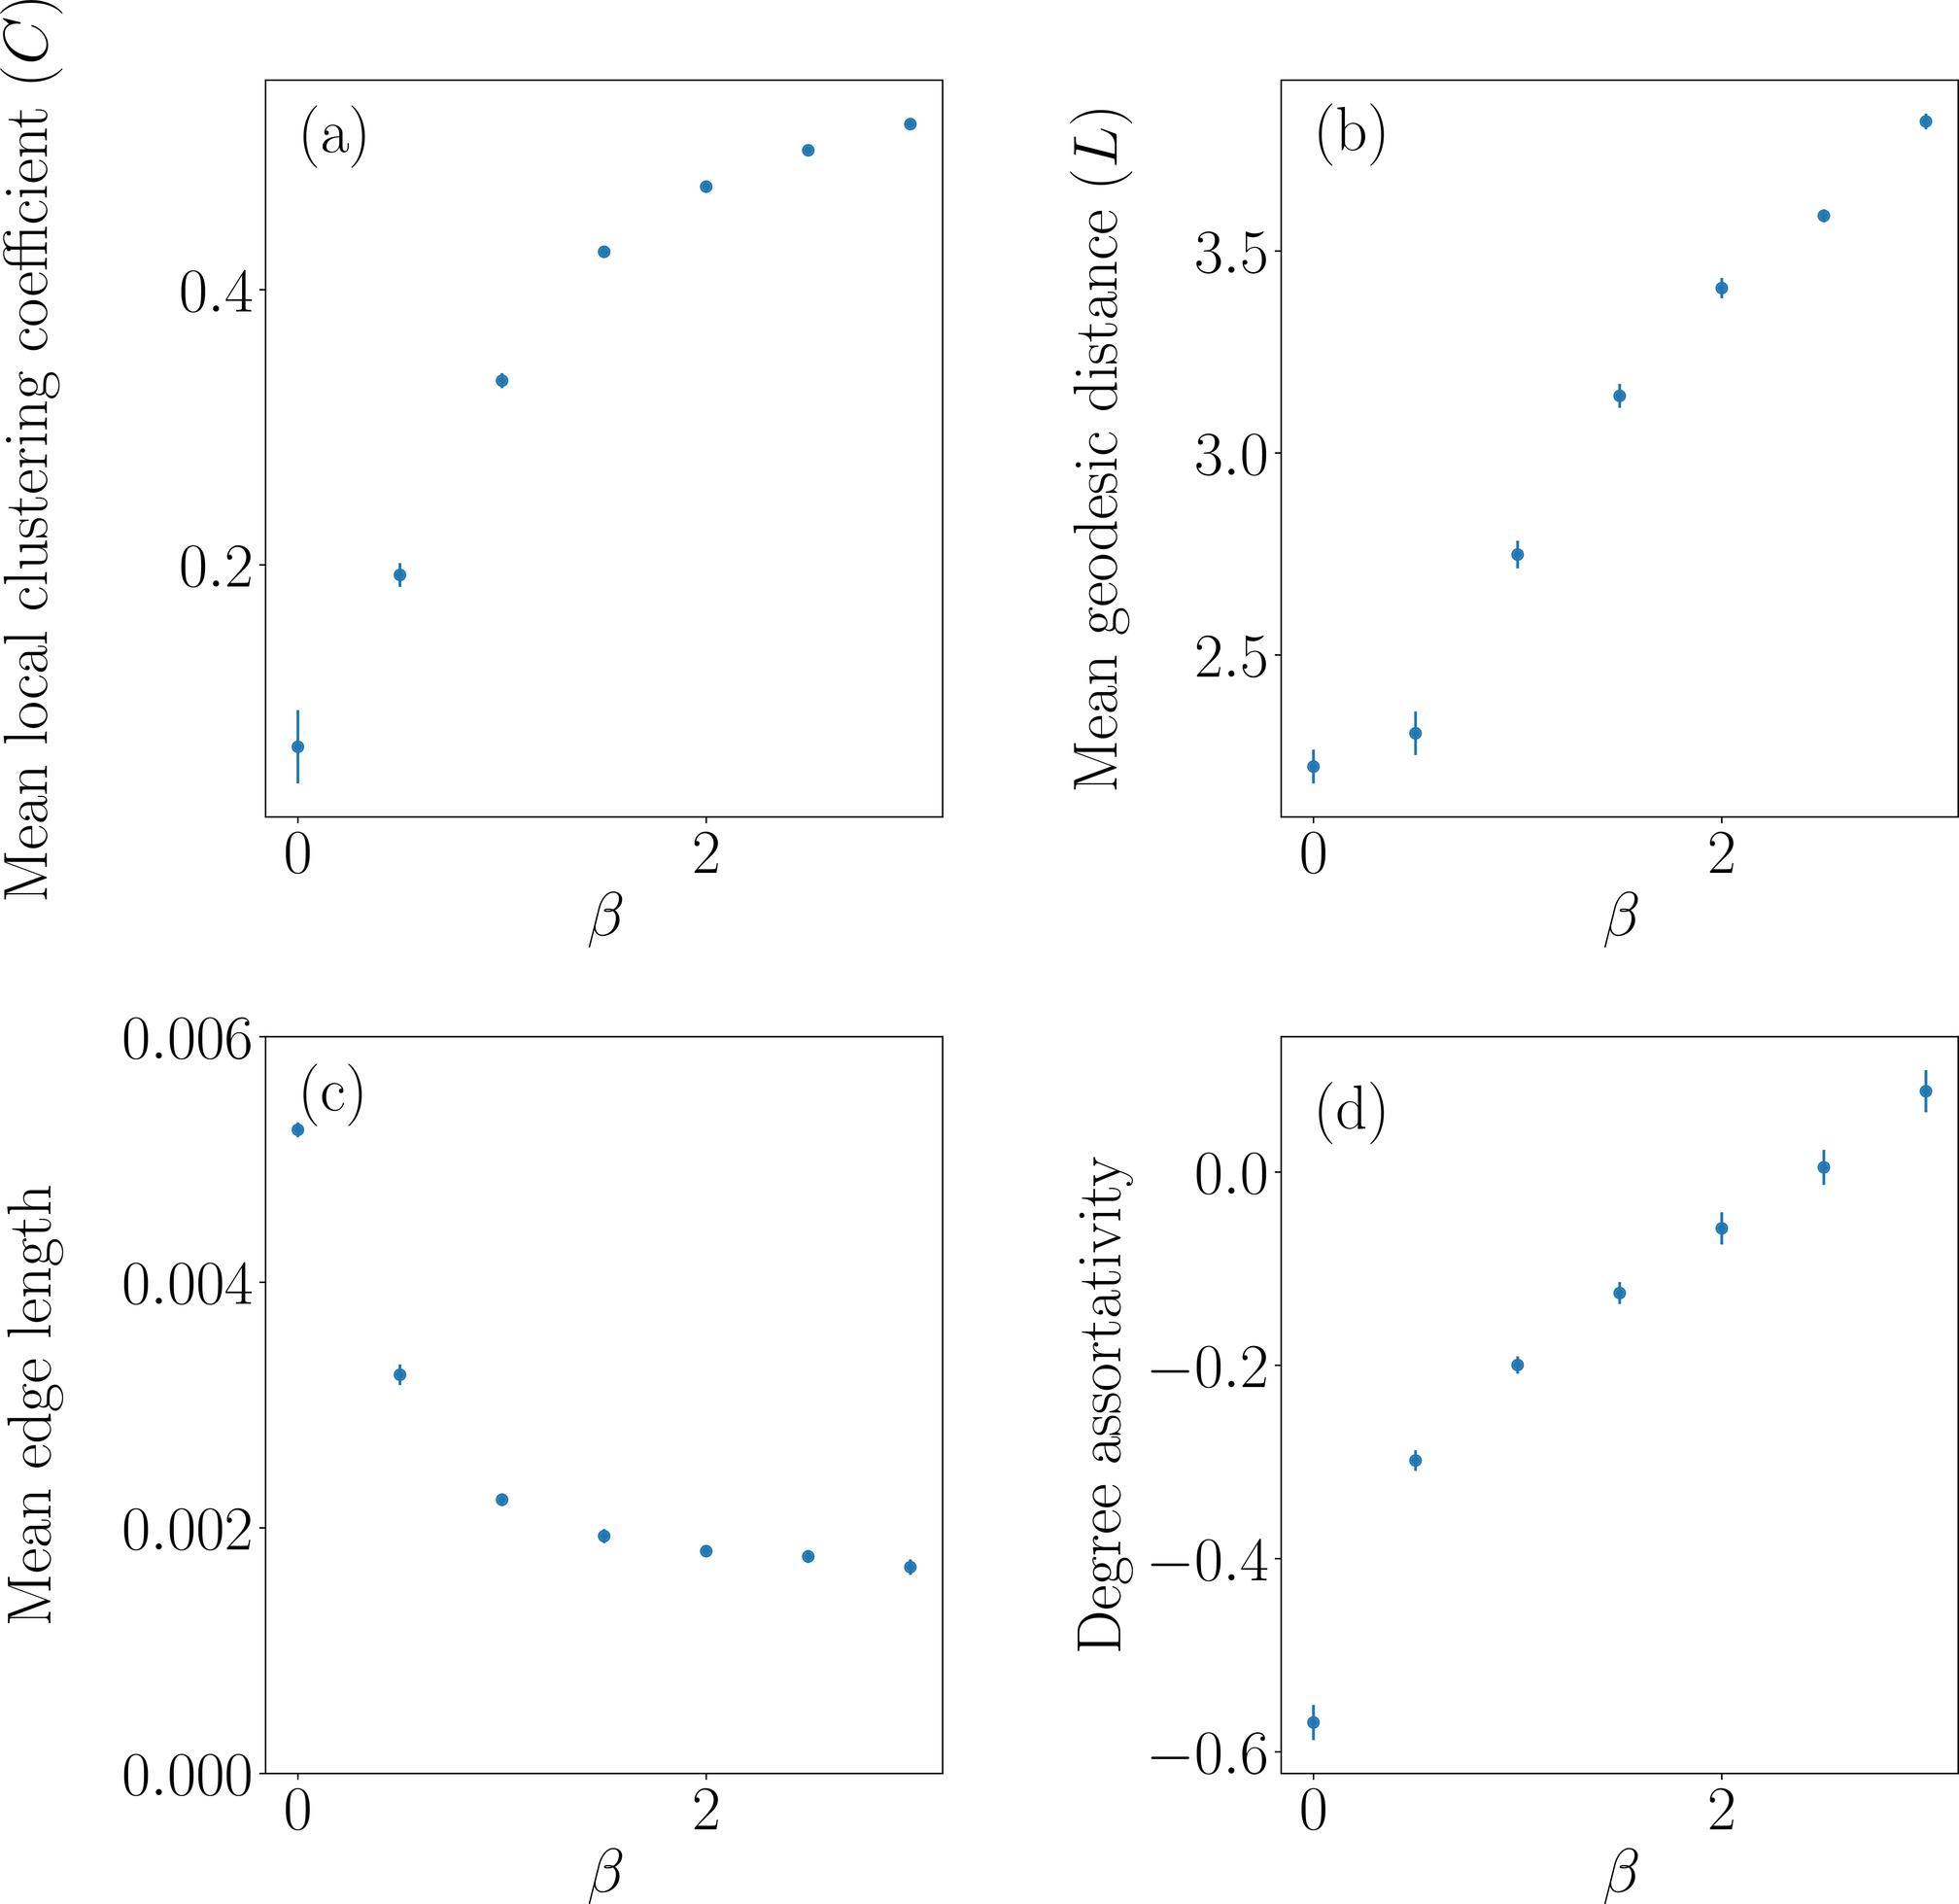 Mean local clustering coefficient (C)
(a)
0.4
0.2
0
2
β
Mean geodesic distance (L)
(b)
3.5
3.0
2.5
0
2
β
Mean edge length
(c)
0.006
0.004
0.002
0.000
0
2
β
Degree assortativity
(d)
0.0
−0.2
−0.4
−0.6
0
2
β